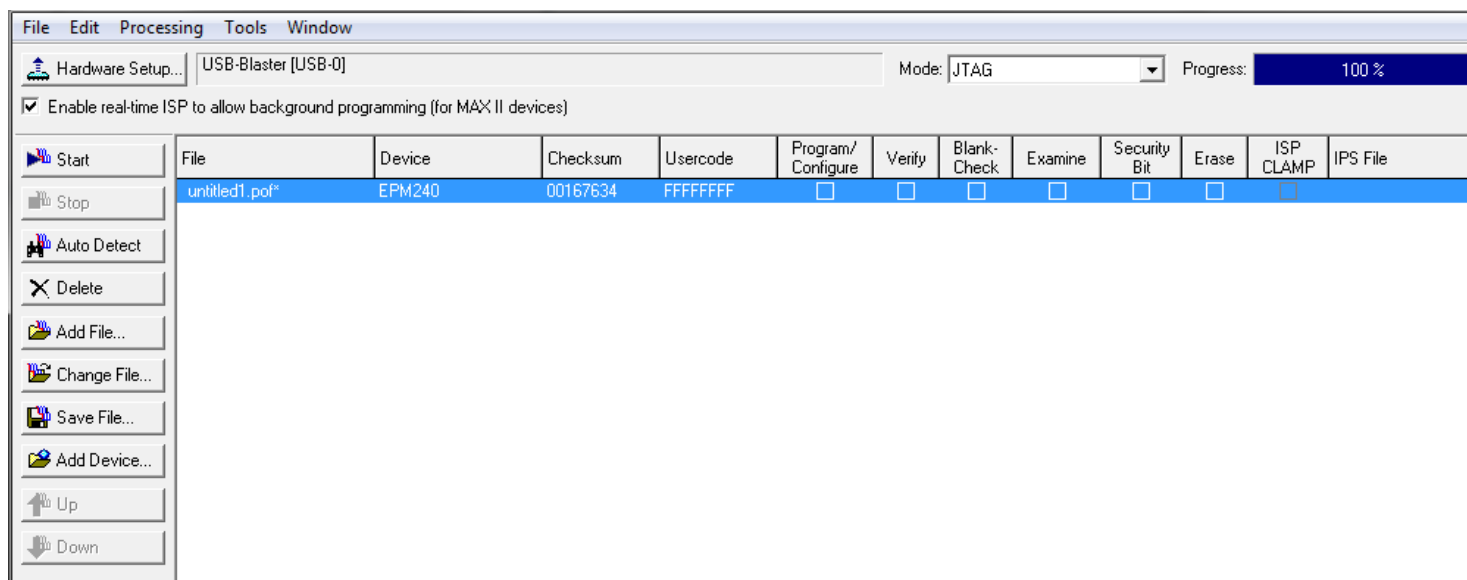 File Edit Processing Tools Window
Hardware Setup... USB-Blaster [USB-0] Mode: JTAG Progress: 100 %
Enable real-time ISP to allow background programming (for MAX II devices)
Start
Stop
Auto Detect
Delete
Add File...
Change File...
Save File...
Add Device...
Up
Down
File Device Checksum Usercode Program/Configure Verify Blank-Check Examine Security Bit Erase ISP CLAMP IPS File
untitled1.pof* EPM240 00167634 FFFFFFFF